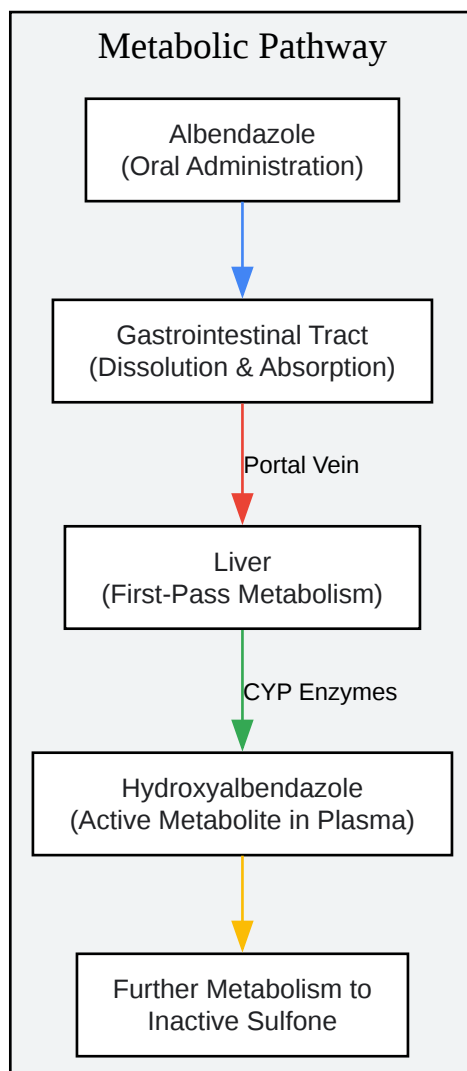 Metabolic Pathway
Albendazole
(Oral Administration)
Gastrointestinal Tract
(Dissolution & Absorption)
Portal Vein
Liver
(First-Pass Metabolism)
CYP Enzymes
Hydroxyalbendazole
(Active Metabolite in Plasma)
Further Metabolism to
Inactive Sulfone